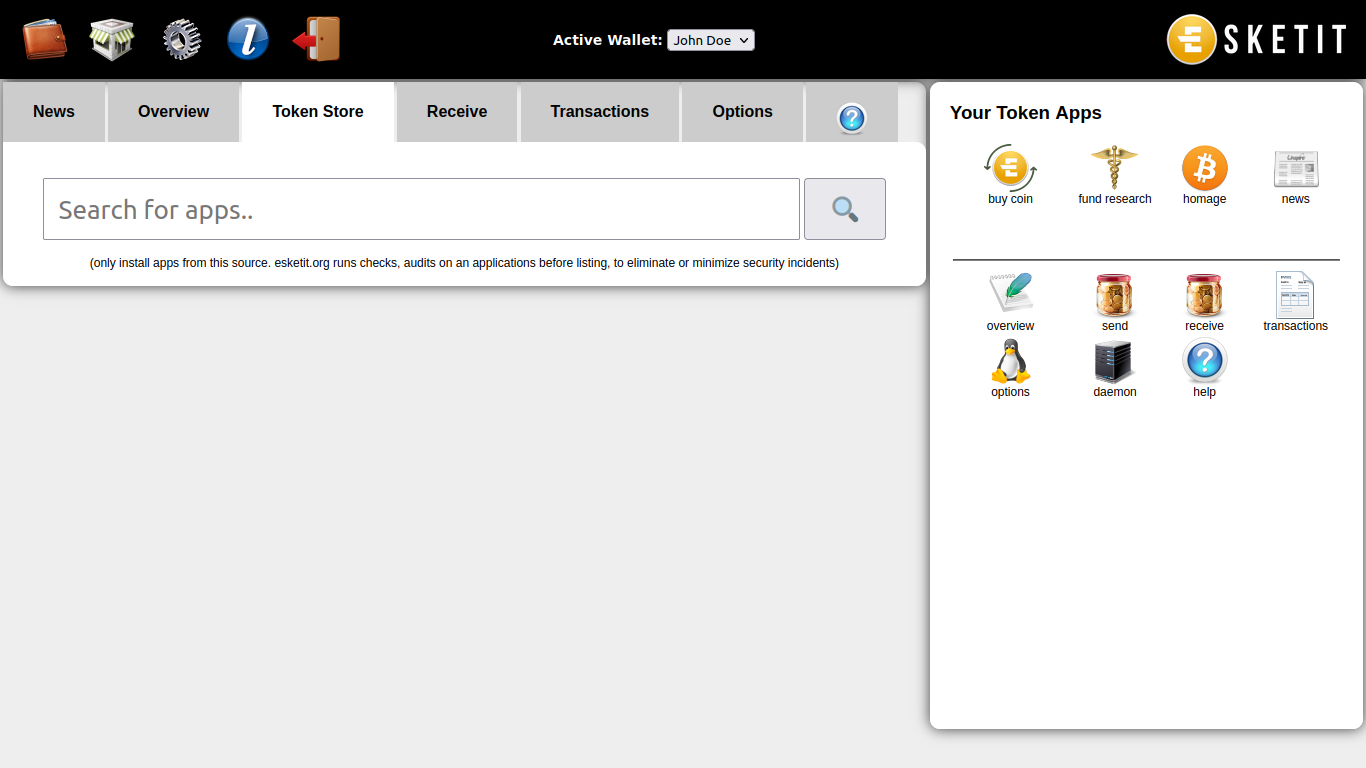 Active Wallet: John Doe
SKETIT
News Overview Token Store Receive Transactions Options
Search for apps..
(only install apps from this source. esketit.org runs checks, audits on an applications before listing, to eliminate or minimize security incidents)
Your Token Apps
buy coin fund research homage news
overview send receive transactions
options daemon help